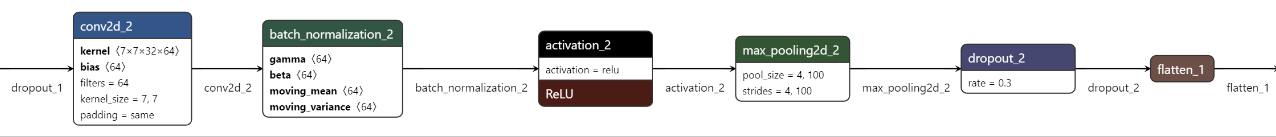 conv2d_2
kernel ⟨7×7×32×64⟩
bias ⟨64⟩
filters = 64
kernel_size = 7, 7
padding = same
batch_normalization_2
gamma ⟨64⟩
beta ⟨64⟩
moving_mean ⟨64⟩
moving_variance ⟨64⟩
activation_2
activation = relu
ReLU
max_pooling2d_2
pool_size = 4, 100
strides = 4, 100
dropout_2
rate = 0.3
flatten_1
dropout_1
conv2d_2
batch_normalization_2
activation_2
max_pooling2d_2
dropout_2
flatten_1